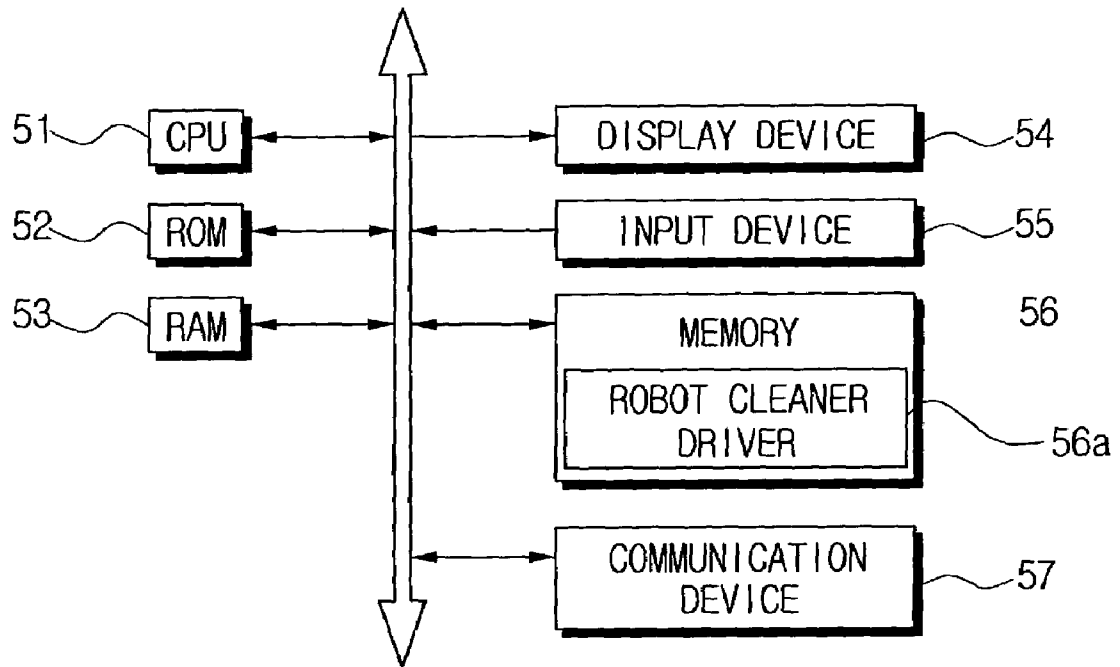 51 CPU
DISPLAY DEVICE 54
52 ROM
INPUT DEVICE 55
53 RAM
MEMORY 56
ROBOT CLEANER
DRIVER
56a
COMMUNICATION
DEVICE
57